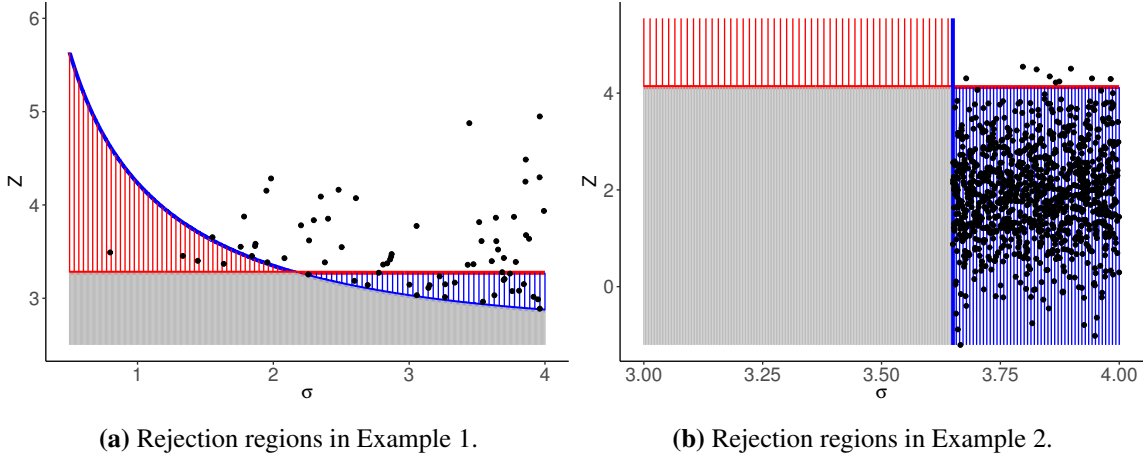 6
5
4
3
Z
1
2
3
4
σ
4
2
0
Z
3.00
3.25
3.50
3.75
4.00
σ
(a) Rejection regions in Example 1.
(b) Rejection regions in Example 2.